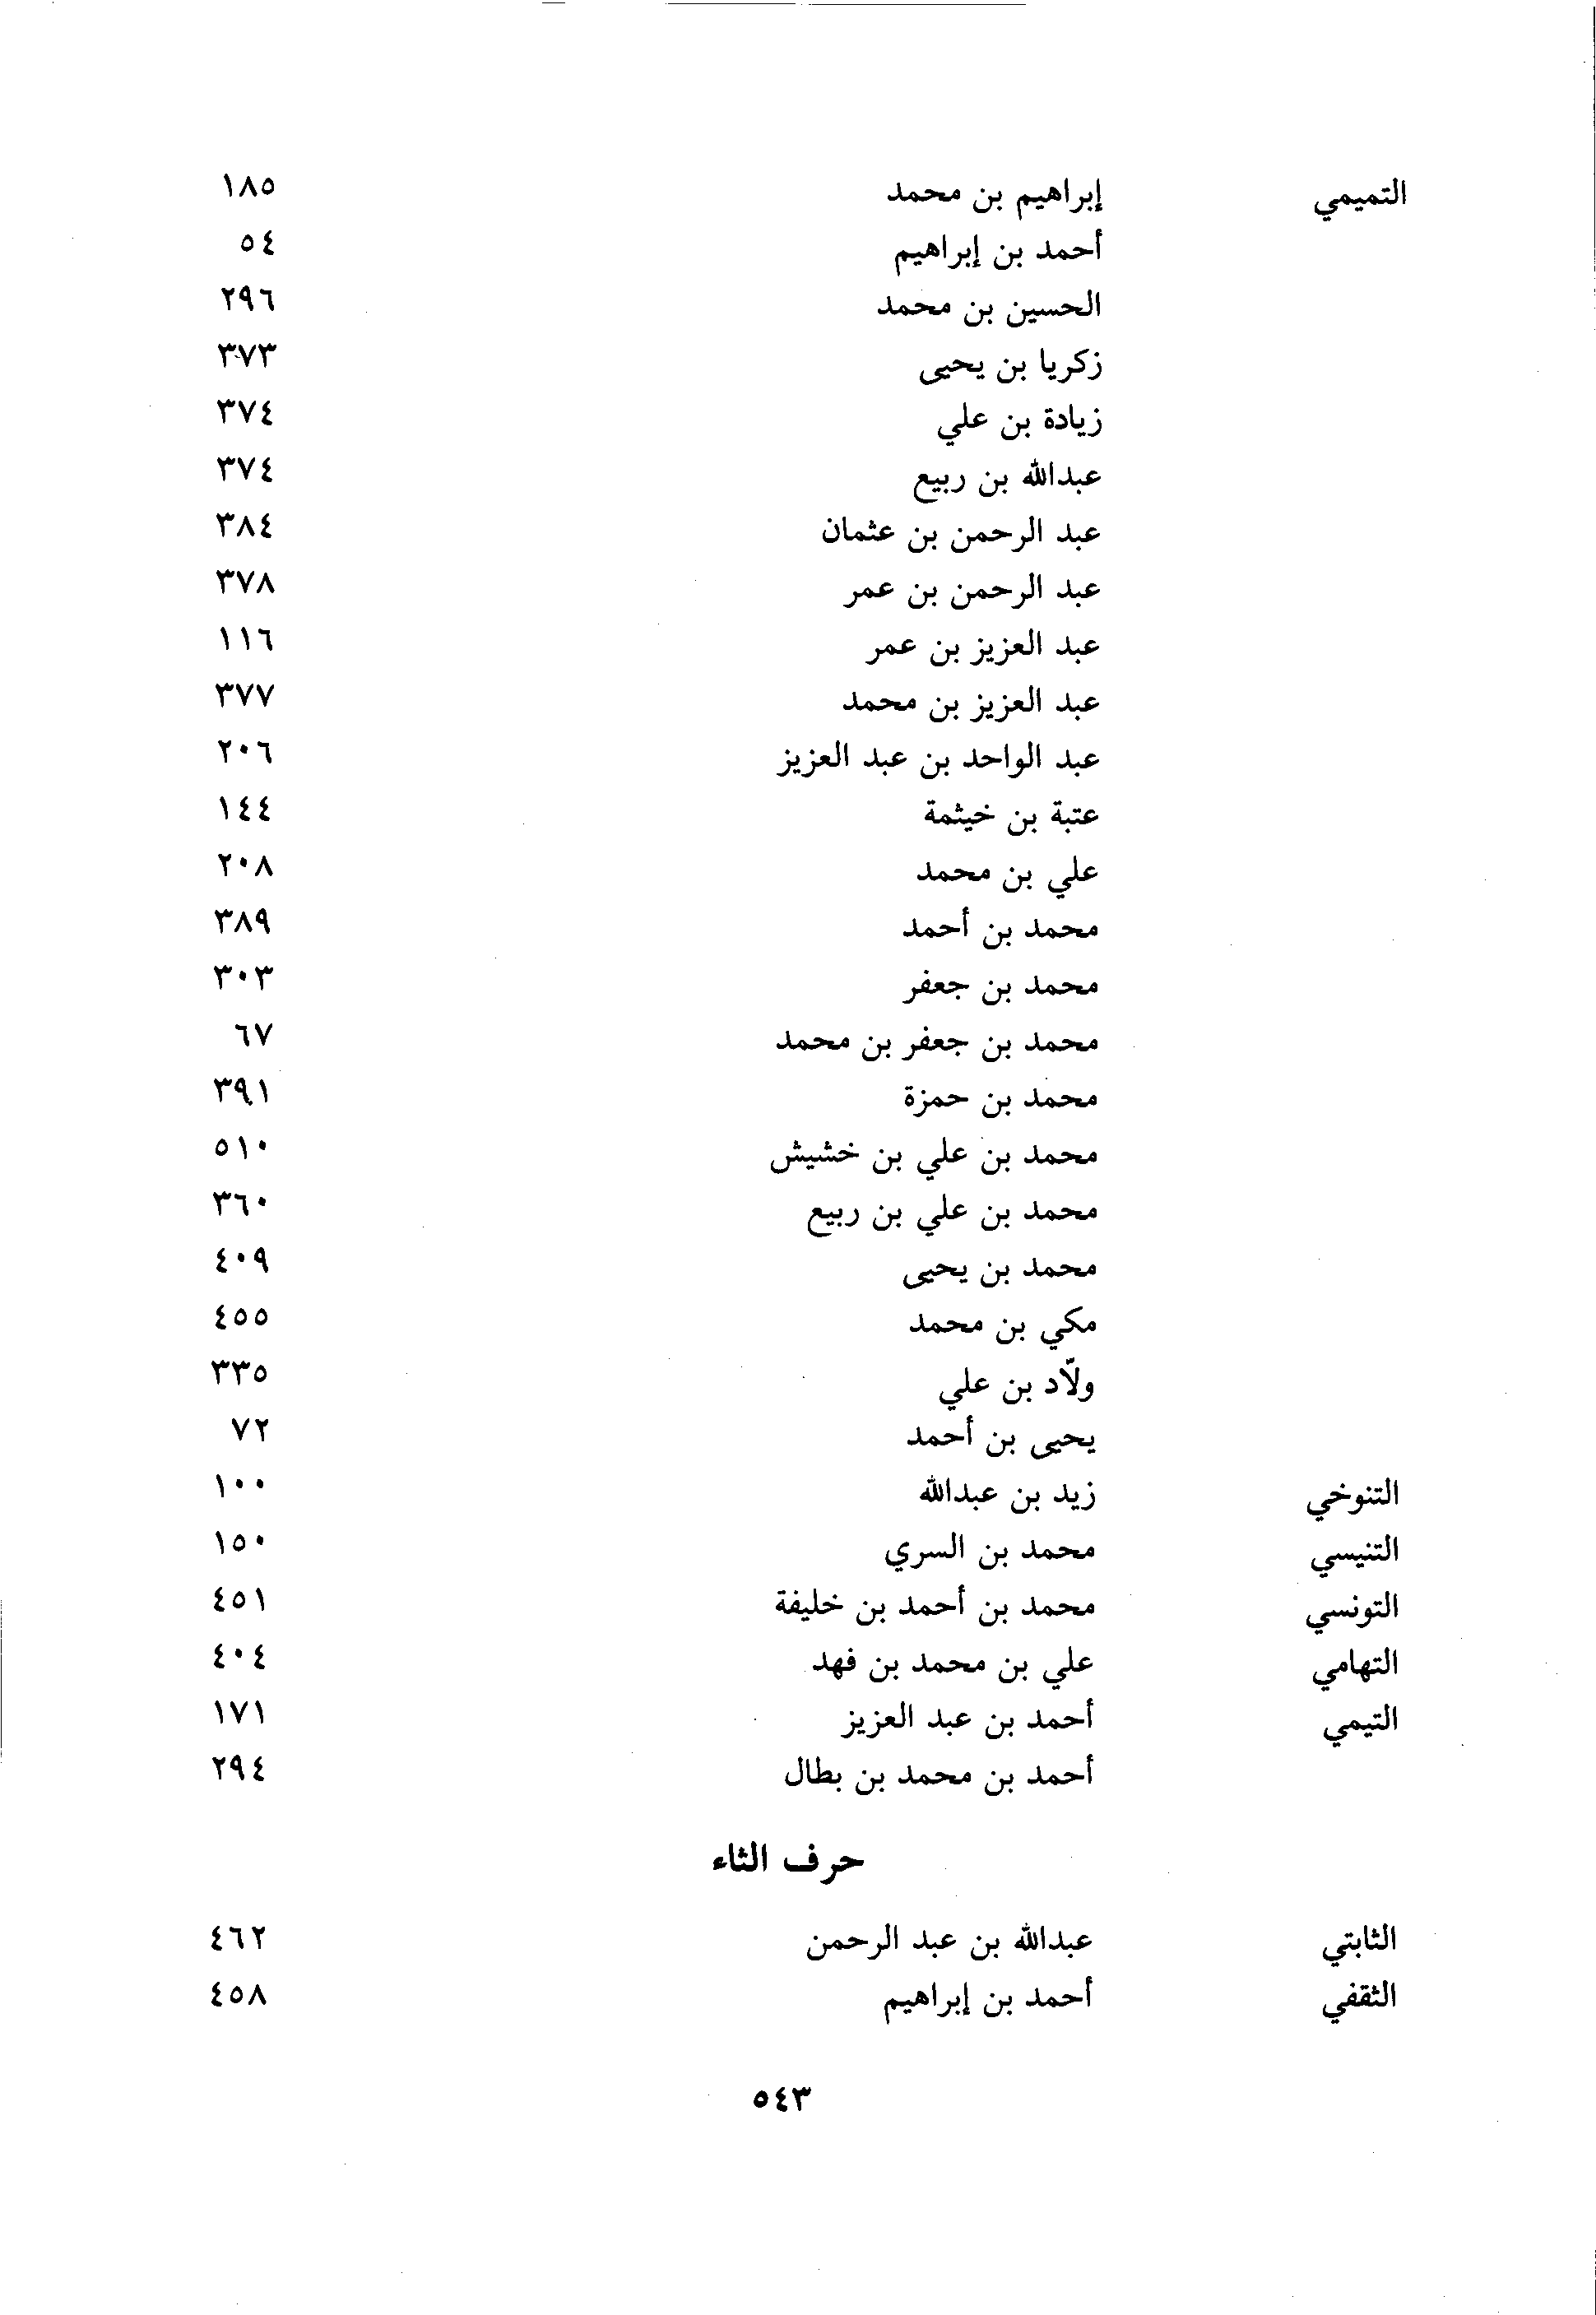 التميمي إبراهيم بن محمد ١٨٥
أحمد بن إبراهيم ٥٤
الحسين بن محمد ٢٩٦
زكريا بن يحيى ٣٧٣
زيادة بن علي ٣٧٤
عبدالله بن ربيع ٣٧٤
عبد الرحمن بن عثمان ٣٨٤
عبد الرحمن بن عمر ٣٧٨
عبد العزيز بن عمر ١١٦
عبد العزيز بن محمد ٣٧٧
عبد الواحد بن عبد العزيز ٢٠٦
عتبة بن خيثمة ١٤٤
علي بن محمد ٢٠٨
محمد بن أحمد ٣٨٩
محمد بن جعفر ٣٠٣
محمد بن جعفر بن محمد ٦٧
محمد بن حمزة ٣٩١
محمد بن علي بن خشيش ٥١٠
محمد بن علي بن ربيع ٣٦٠
محمد بن يحيى ٤٠٩
مكي بن محمد ٤٥٥
ولّاد بن علي ٣٣٥
يحيى بن أحمد ٧٢
التنوخي زيد بن عبدالله ١٠٠
التنيسي محمد بن السري ١٥٠
التونسي محمد بن أحمد بن خليفة ٤٥١
التهامي علي بن محمد بن فهد ٤٠٤
التيمي أحمد بن عبد العزيز ١٧١
أحمد بن محمد بن بطال ٢٩٤
حرف الثاء
الثابتي عبدالله بن عبد الرحمن ٤٦٢
الثقفي أحمد بن إبراهيم ٤٥٨
٥٤٣